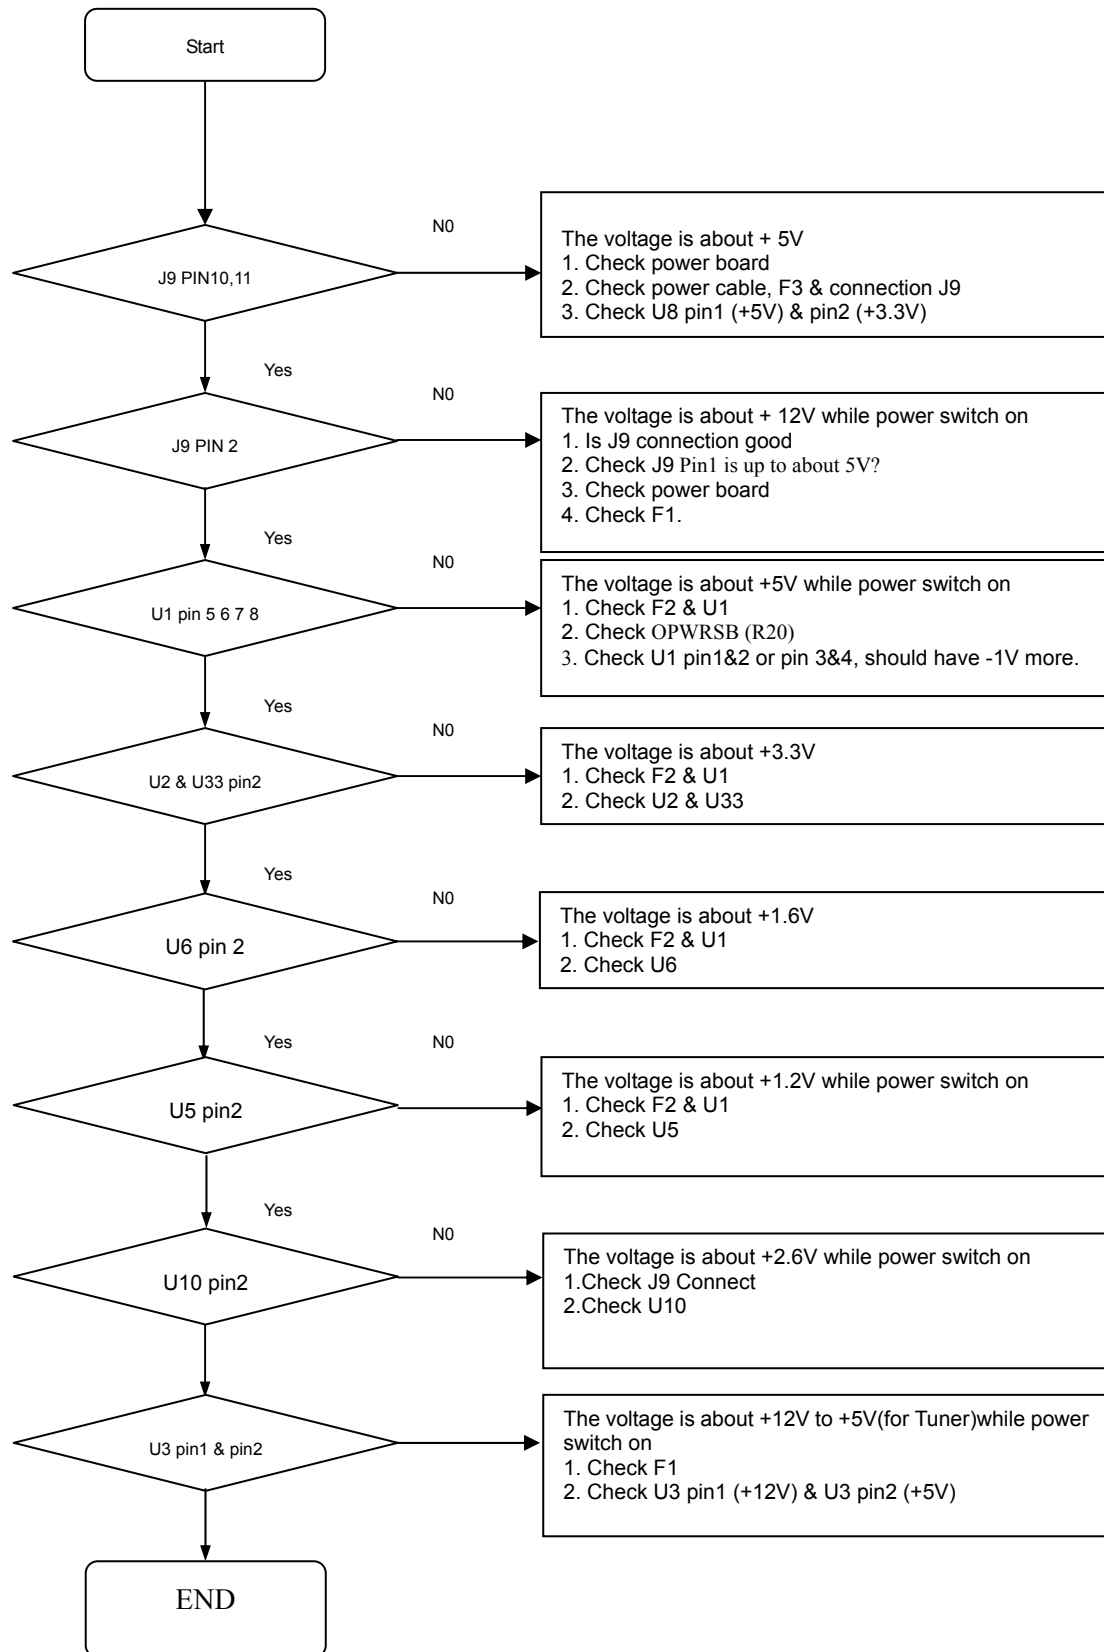 Start
N0
J9 PIN10,11
The voltage is about + 5V
1. Check power board
2. Check power cable, F3 & connection J9
3. Check U8 pin1 (+5V) & pin2 (+3.3V)
Yes
N0
J9 PIN 2
The voltage is about + 12V while power switch on
1. Is J9 connection good
2. Check J9 Pin1 is up to about 5V?
3. Check power board
4. Check F1.
Yes
N0
U1 pin 5 6 7 8
The voltage is about +5V while power switch on
1. Check F2 & U1
2. Check OPWRSB (R20)
3. Check U1 pin1&2 or pin 3&4, should have -1V more.
Yes
N0
U2 & U33 pin2
The voltage is about +3.3V
1. Check F2 & U1
2. Check U2 & U33
Yes
N0
U6 pin 2
The voltage is about +1.6V
1. Check F2 & U1
2. Check U6
Yes
N0
U5 pin2
The voltage is about +1.2V while power switch on
1. Check F2 & U1
2. Check U5
Yes
N0
U10 pin2
The voltage is about +2.6V while power switch on
1.Check J9 Connect
2.Check U10
U3 pin1 & pin2
The voltage is about +12V to +5V(for Tuner)while power
switch on
1. Check F1
2. Check U3 pin1 (+12V) & U3 pin2 (+5V)
END